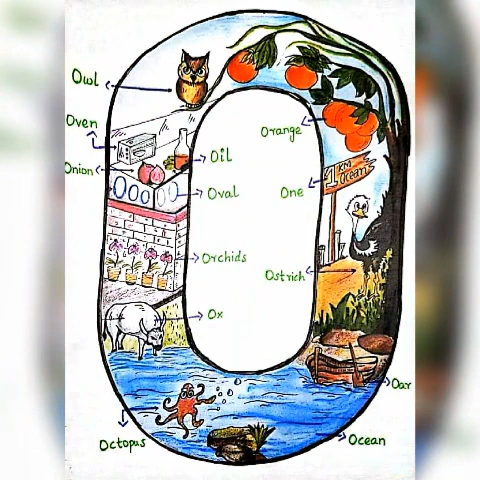 Owl
Oven
Onion
Oil
Oval
Orchids
Ox
Octopus
Orange
One
1 KM
Ocean
Ostrich
Oar
Ocean